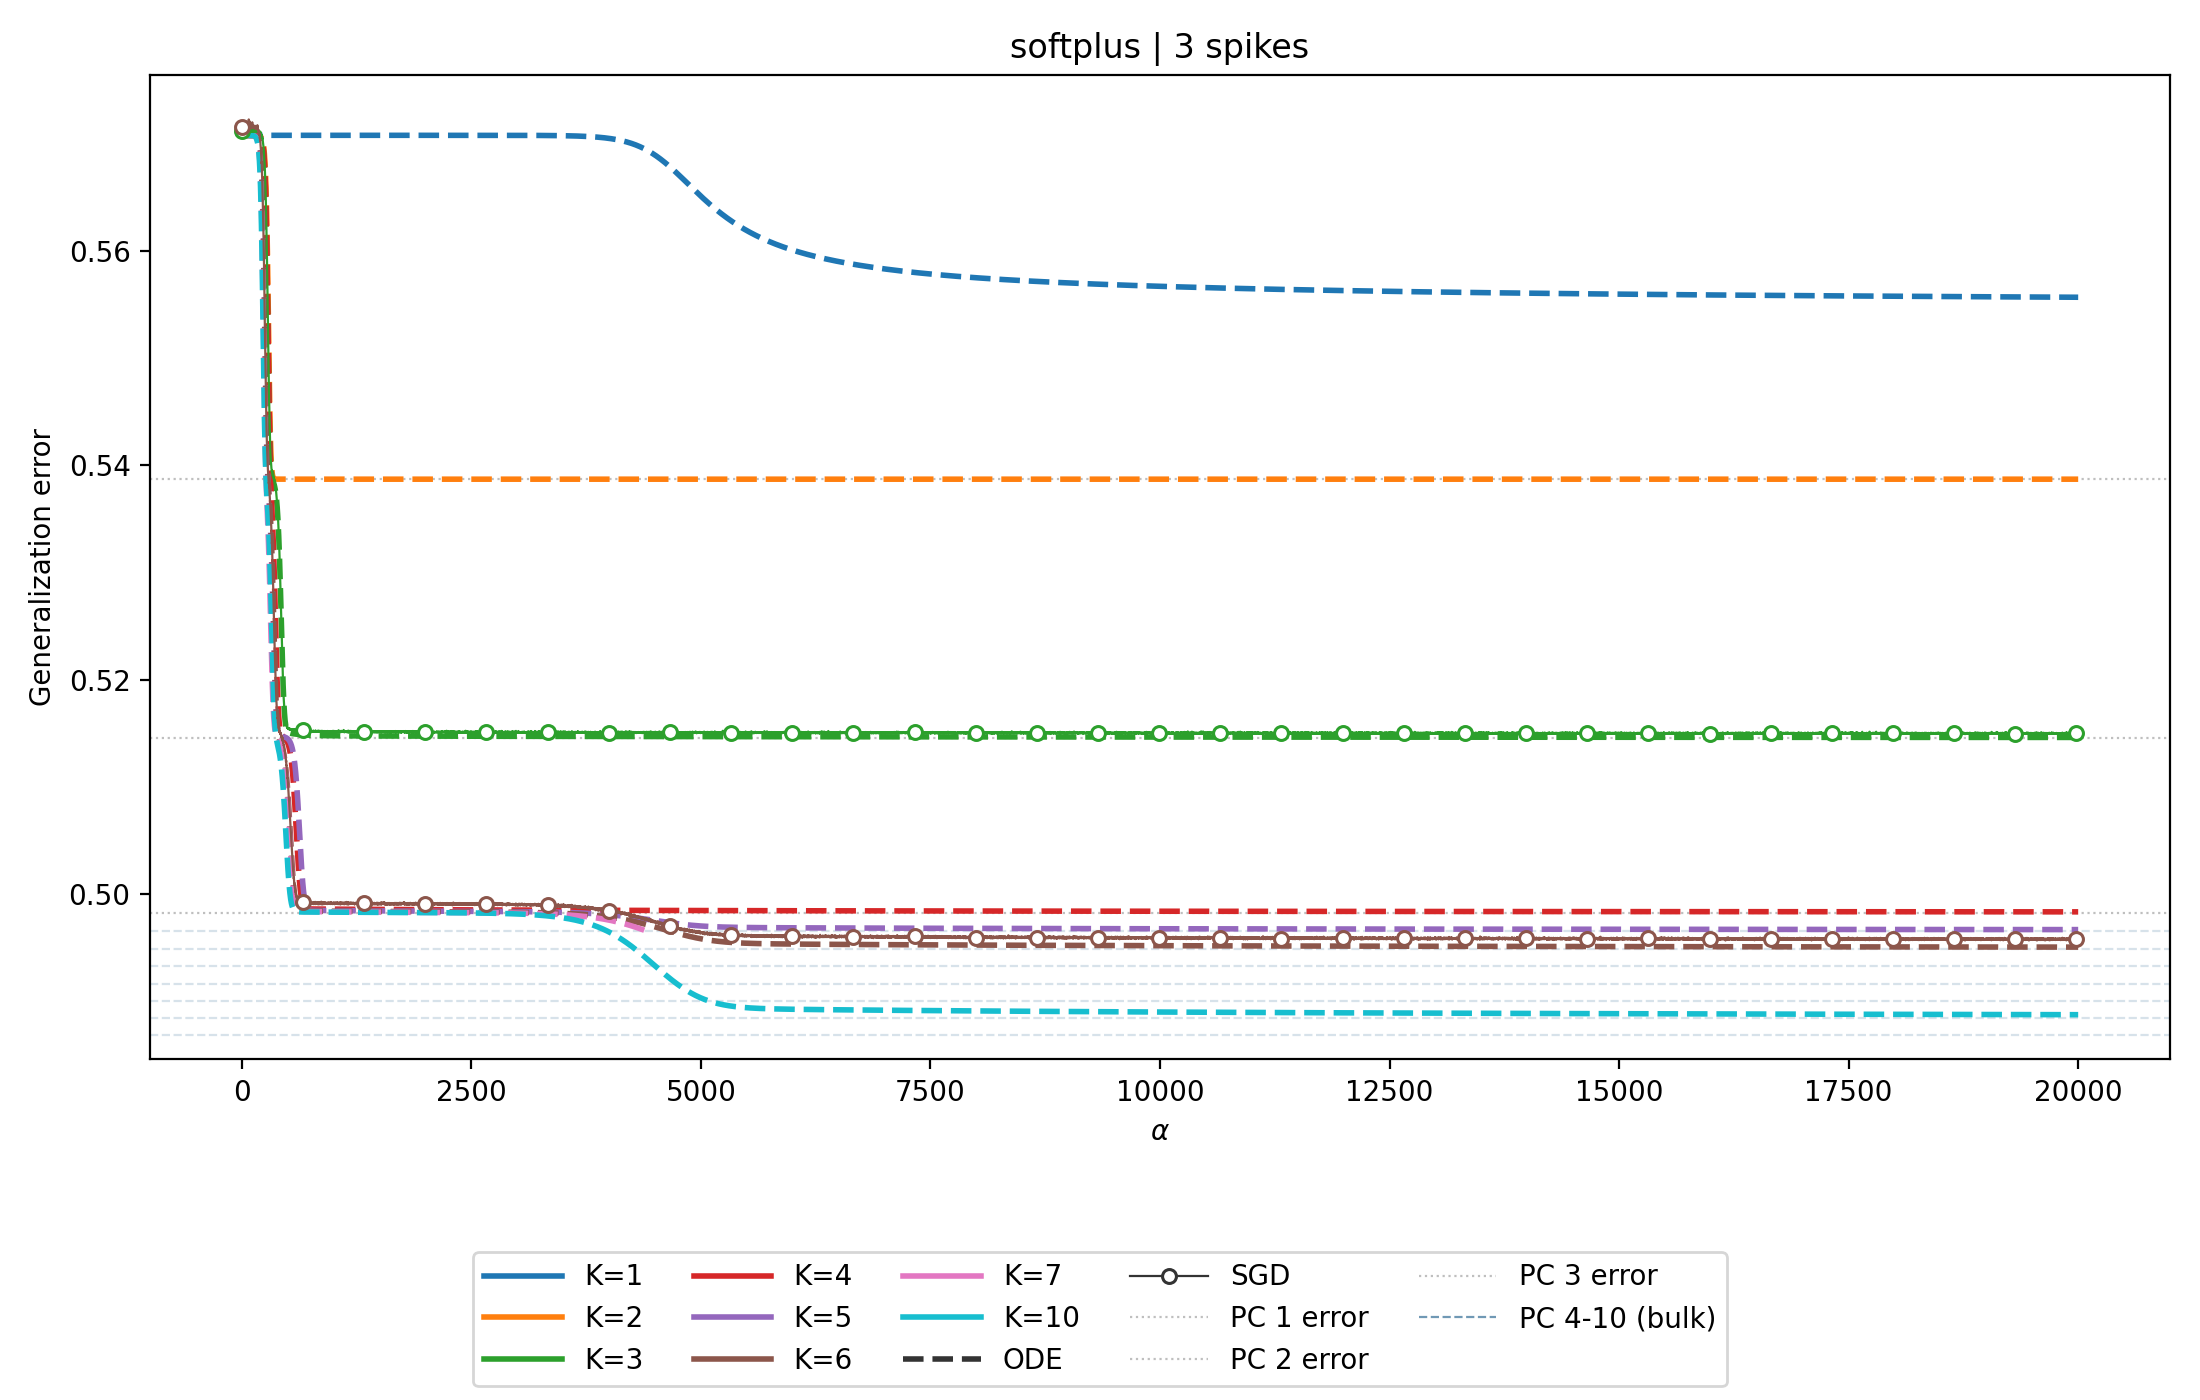 softplus | 3 spikes
Generalization error
0.56
0.54
0.52
0.50
0 2500 5000 7500 10000 12500 15000 17500 20000
α
K=1 K=4 K=7 SGD PC 3 error
K=2 K=5 K=10 PC 1 error PC 4-10 (bulk)
K=3 K=6 ODE PC 2 error